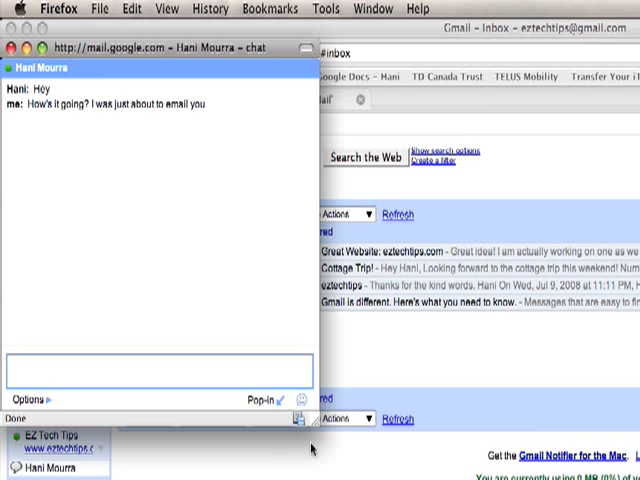 Firefox File Edit View History Bookmarks Tools Window Help
Gmail - Inbox - eztechtips@gmail.com
http://mail.google.com - Hani Mourra - chat
#inbox
Hani Mourra
Google Docs - Hani TD Canada Trust TELUS Mobility Transfer Your iT
Hani: Hey
me: How's it going? I was just about to email you
ail"
Search the Web
Show search options
Create a filter
Actions Refresh
red
Great Website: eztechtips.com - Great idea! I am actually working on one as we
Cottage Trip! - Hey Hani, Looking forward to the cottage trip this weekend! Num
eztechtips - Thanks for the kind words. Hani On Wed, Jul 9, 2008 at 11:11 PM, H
Gmail is different. Here's what you need to know. - Messages that are easy to fin
Options Pop-in
red
Done
Actions Refresh
EZ Tech Tips
www.eztechtips.c
Hani Mourra
Get the Gmail Notifier for the Mac. L
You are currently using 0 MB (0%) of yo